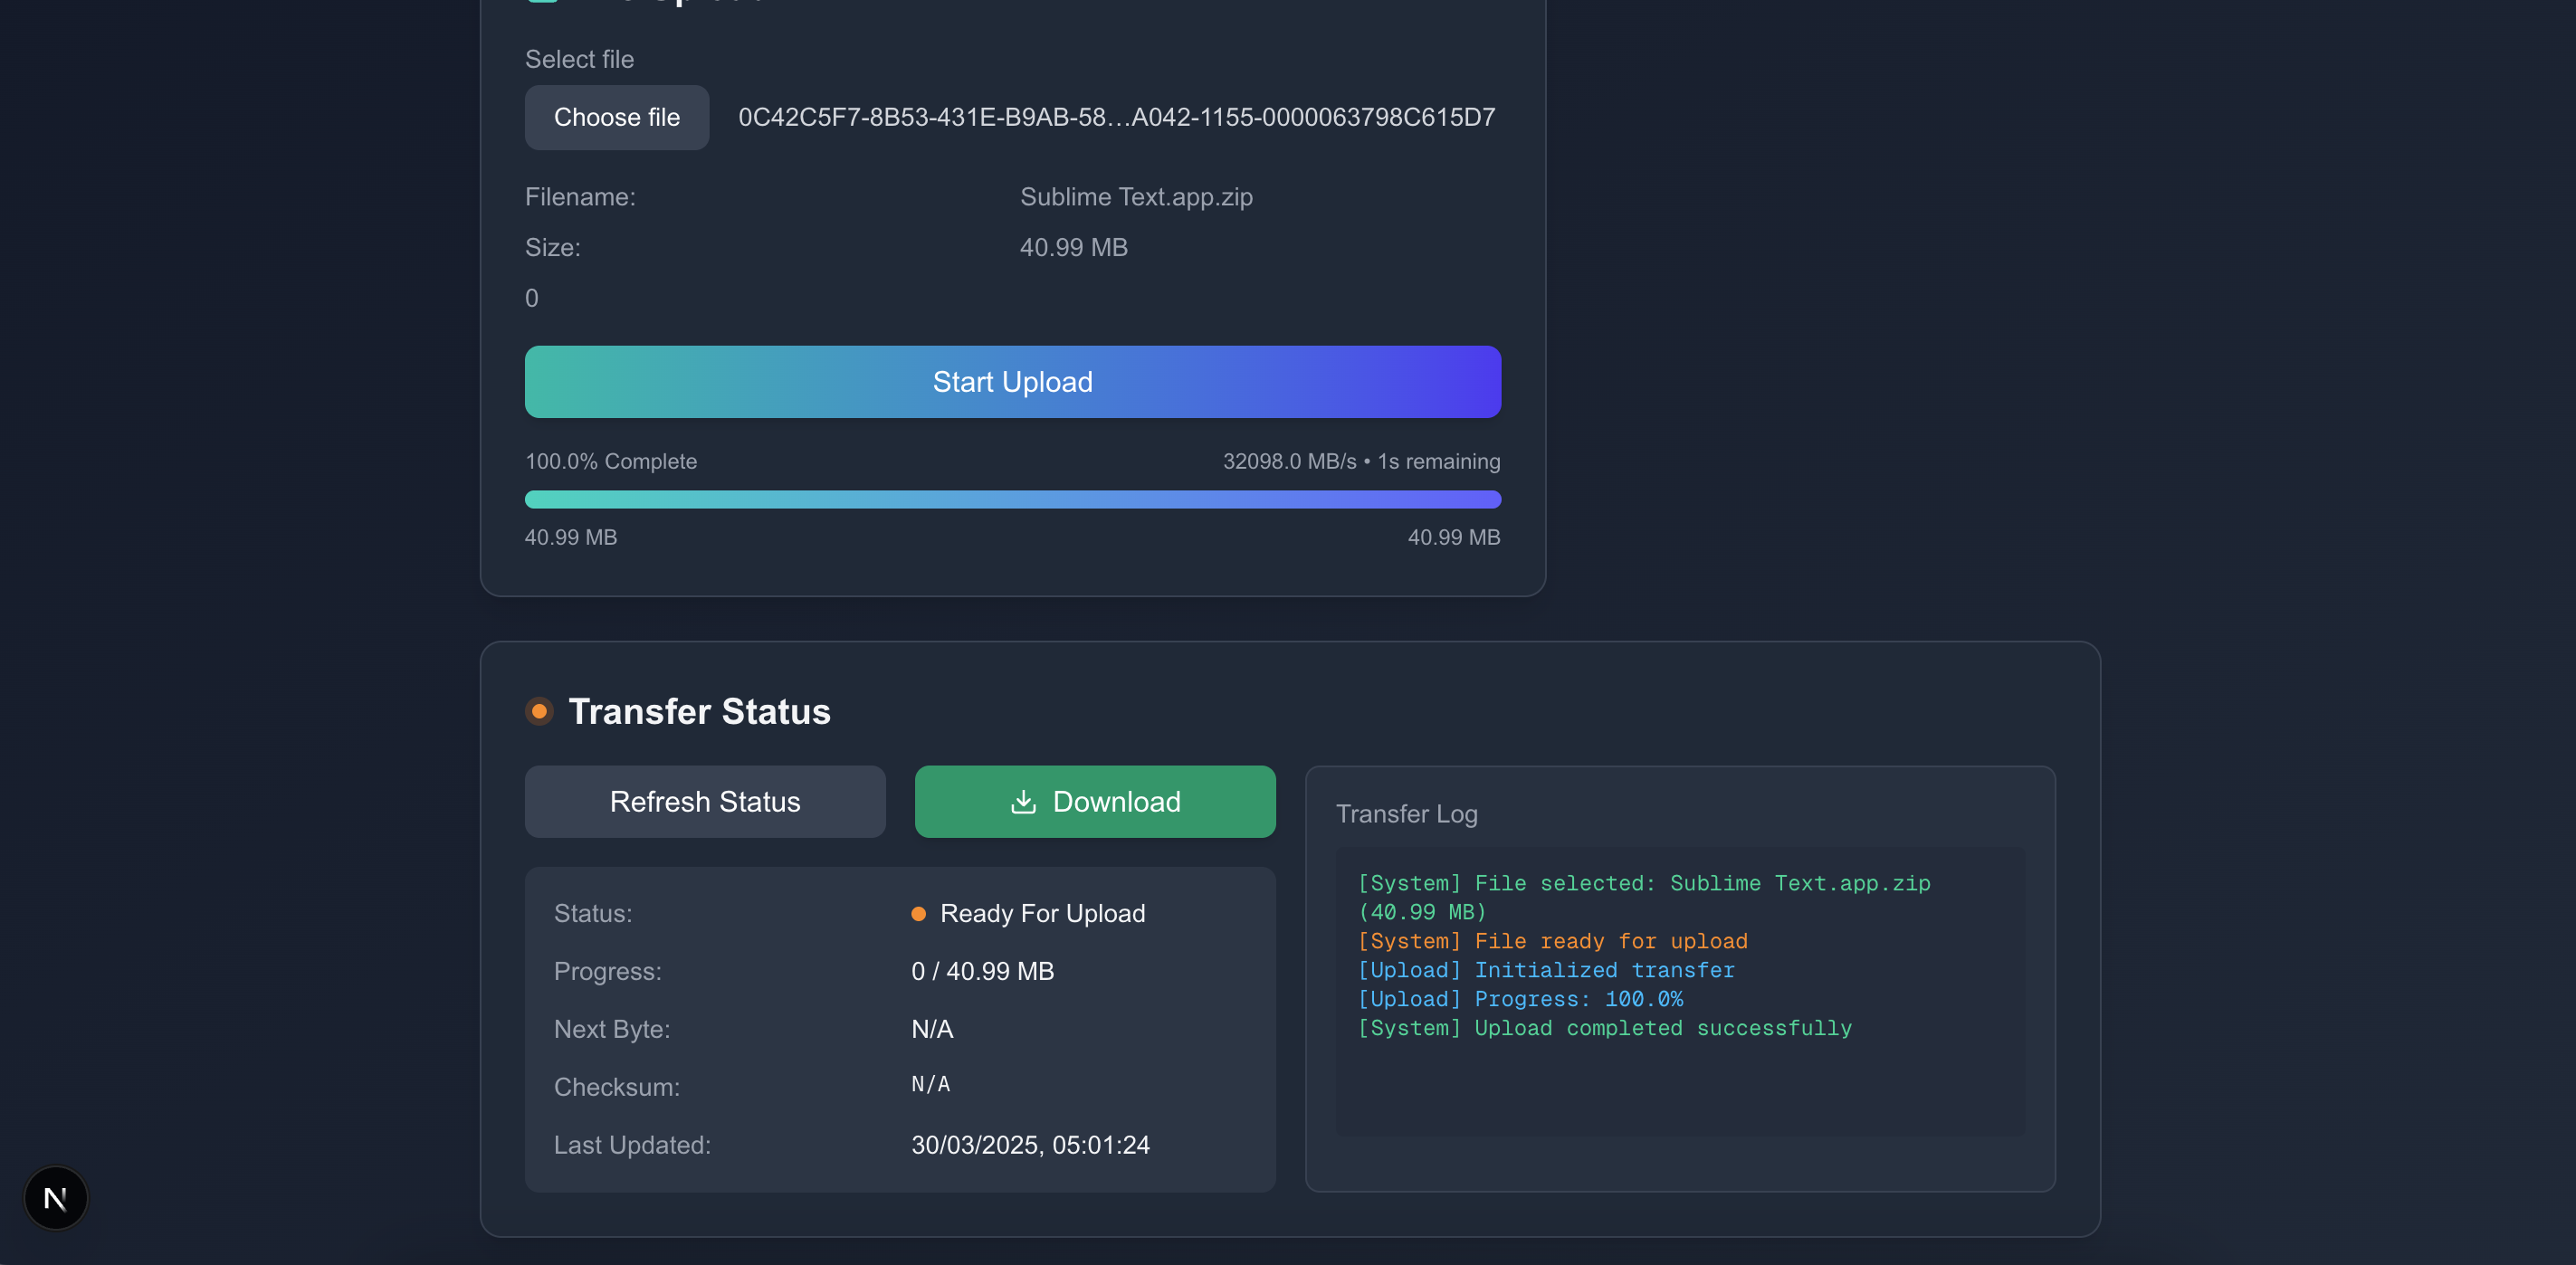 Select file
Choose file 0C42C5F7-8B53-431E-B9AB-58…A042-1155-0000063798C615D7
Filename: Sublime Text.app.zip
Size: 40.99 MB
0
Start Upload
100.0% Complete 32098.0 MB/s • 1s remaining
40.99 MB 40.99 MB
Transfer Status
Refresh Status Download
Status: Ready For Upload
Progress: 0 / 40.99 MB
Next Byte: N/A
Checksum: N/A
Last Updated: 30/03/2025, 05:01:24
Transfer Log
[System] File selected: Sublime Text.app.zip
(40.99 MB)
[System] File ready for upload
[Upload] Initialized transfer
[Upload] Progress: 100.0%
[System] Upload completed successfully
N